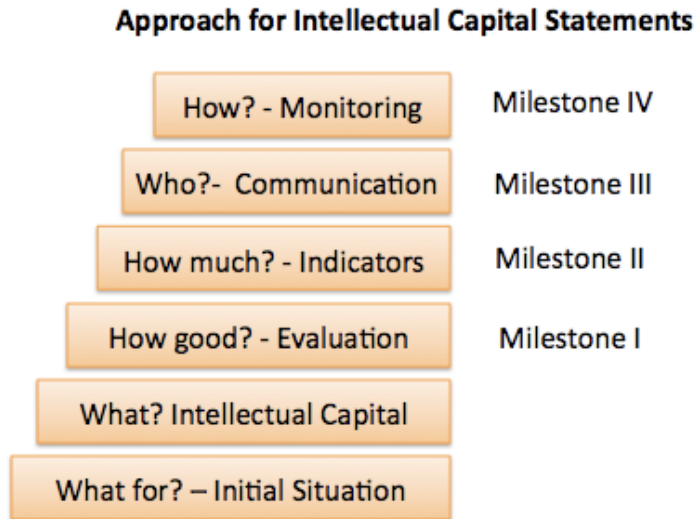 Approach for Intellectual Capital Statements
How? - Monitoring Milestone IV
Who?- Communication Milestone III
How much? - Indicators Milestone II
How good? - Evaluation Milestone I
What? Intellectual Capital
What for? – Initial Situation